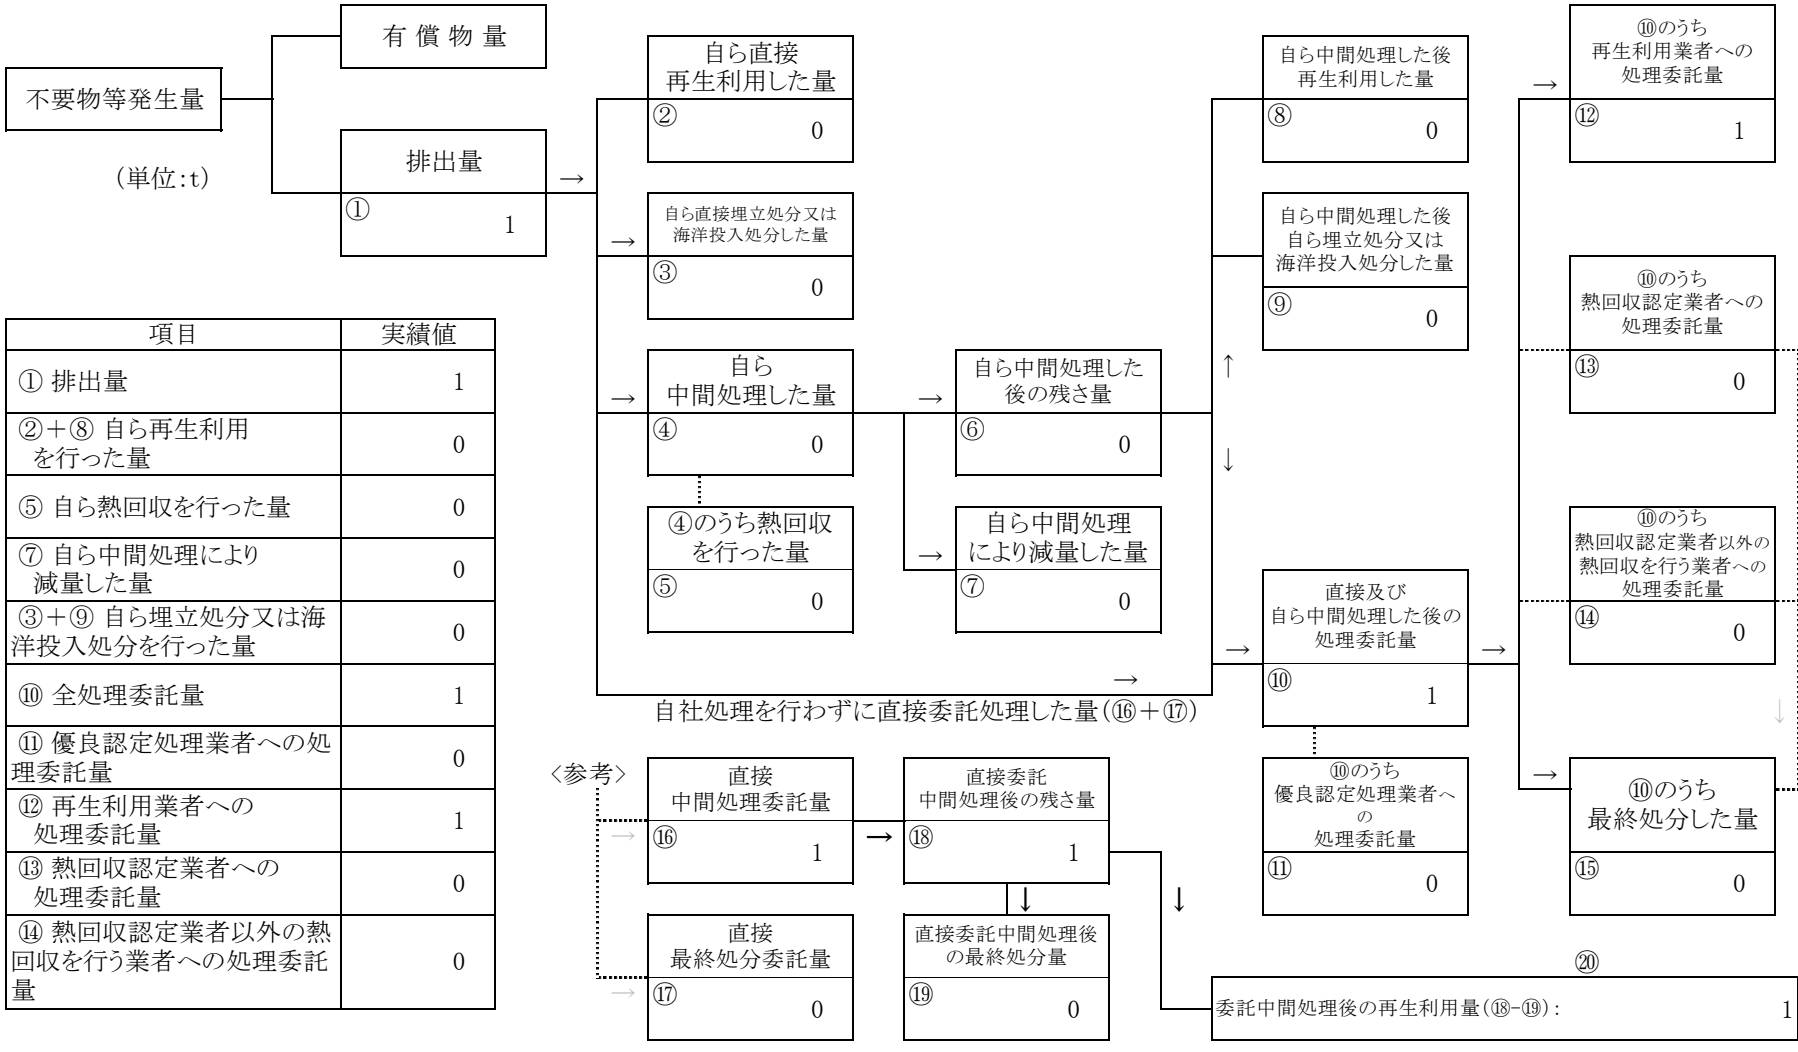 有 償 物 量
不要物等発生量
(単位:t)
排出量
①
1
→
自ら直接
再生利用した量
②
0
→
自ら直接埋立処分又は
海洋投入処分した量
③
0
→
自ら
中間処理した量
④
0
④のうち熱回収
を行った量
⑤
0
→
自ら中間処理した
後の残さ量
⑥
0
→
自ら中間処理
により減量した量
⑦
0
↑
↓
自ら中間処理した後
再生利用した量
⑧
0
自ら中間処理した後
自ら埋立処分又は
海洋投入処分した量
⑨
0
→
自社処理を行わずに直接委託処理した量(⑯+⑰)
→
直接及び
自ら中間処理した後の
処理委託量
⑩
1
⑩のうち
優良認定処理業者へ
の
処理委託量
⑪
0
→
→
⑩のうち
再生利用業者への
処理委託量
⑫
1
⑩のうち
熱回収認定業者への
処理委託量
⑬
0
⑩のうち
熱回収認定業者以外の
熱回収を行う業者への
処理委託量
⑭
0
↓
→
⑩のうち
最終処分した量
⑮
0
項目 実績値
① 排出量 1
②+⑧ 自ら再生利用
を行った量 0
⑤ 自ら熱回収を行った量 0
⑦ 自ら中間処理により
減量した量 0
③+⑨ 自ら埋立処分又は海
洋投入処分を行った量 0
⑩ 全処理委託量 1
⑪ 優良認定処理業者への処
理委託量 0
⑫ 再生利用業者への
処理委託量 1
⑬ 熱回収認定業者への
処理委託量 0
⑭ 熱回収認定業者以外の熱
回収を行う業者への処理委託
量 0
<参考>
→
直接
中間処理委託量
⑯
1
→
直接委託
中間処理後の残さ量
⑱
1
↓
↓
→
直接
最終処分委託量
⑰
0
直接委託中間処理後
の最終処分量
⑲
0
⑳
委託中間処理後の再生利用量(⑱-⑲): 1